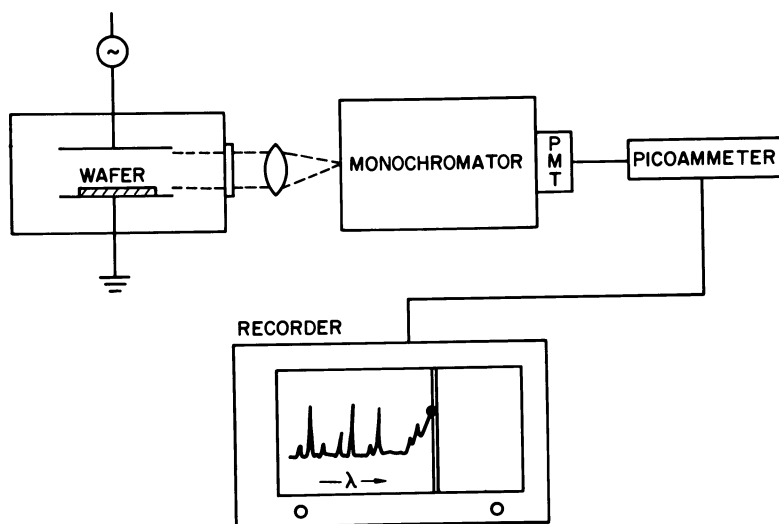 ~
WAFER
MONOCHROMATOR
PMT
PICOAMMETER
RECORDER
— λ →